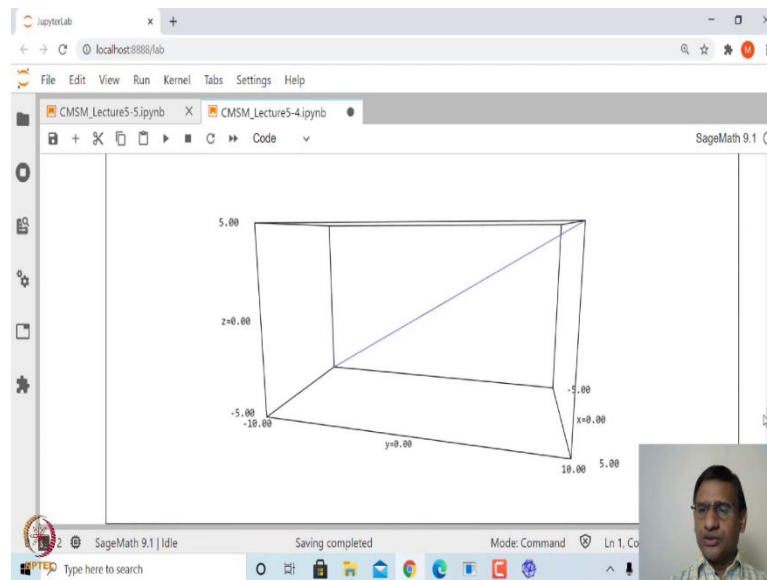 JupyterLab
localhost:8888/lab
M
File Edit View Run Kernel Tabs Settings Help
CMSM_Lecture5-5.ipynb
CMSM_Lecture5-4.ipynb
Code
SageMath 9.1
5.00
z=0.00
-5.00
-10.00
y=0.00
10.00
5.00
x=0.00
-5.00
2 SageMath 9.1 | Idle Saving completed Mode: Command Ln 1, Co
NPTEL
Type here to search